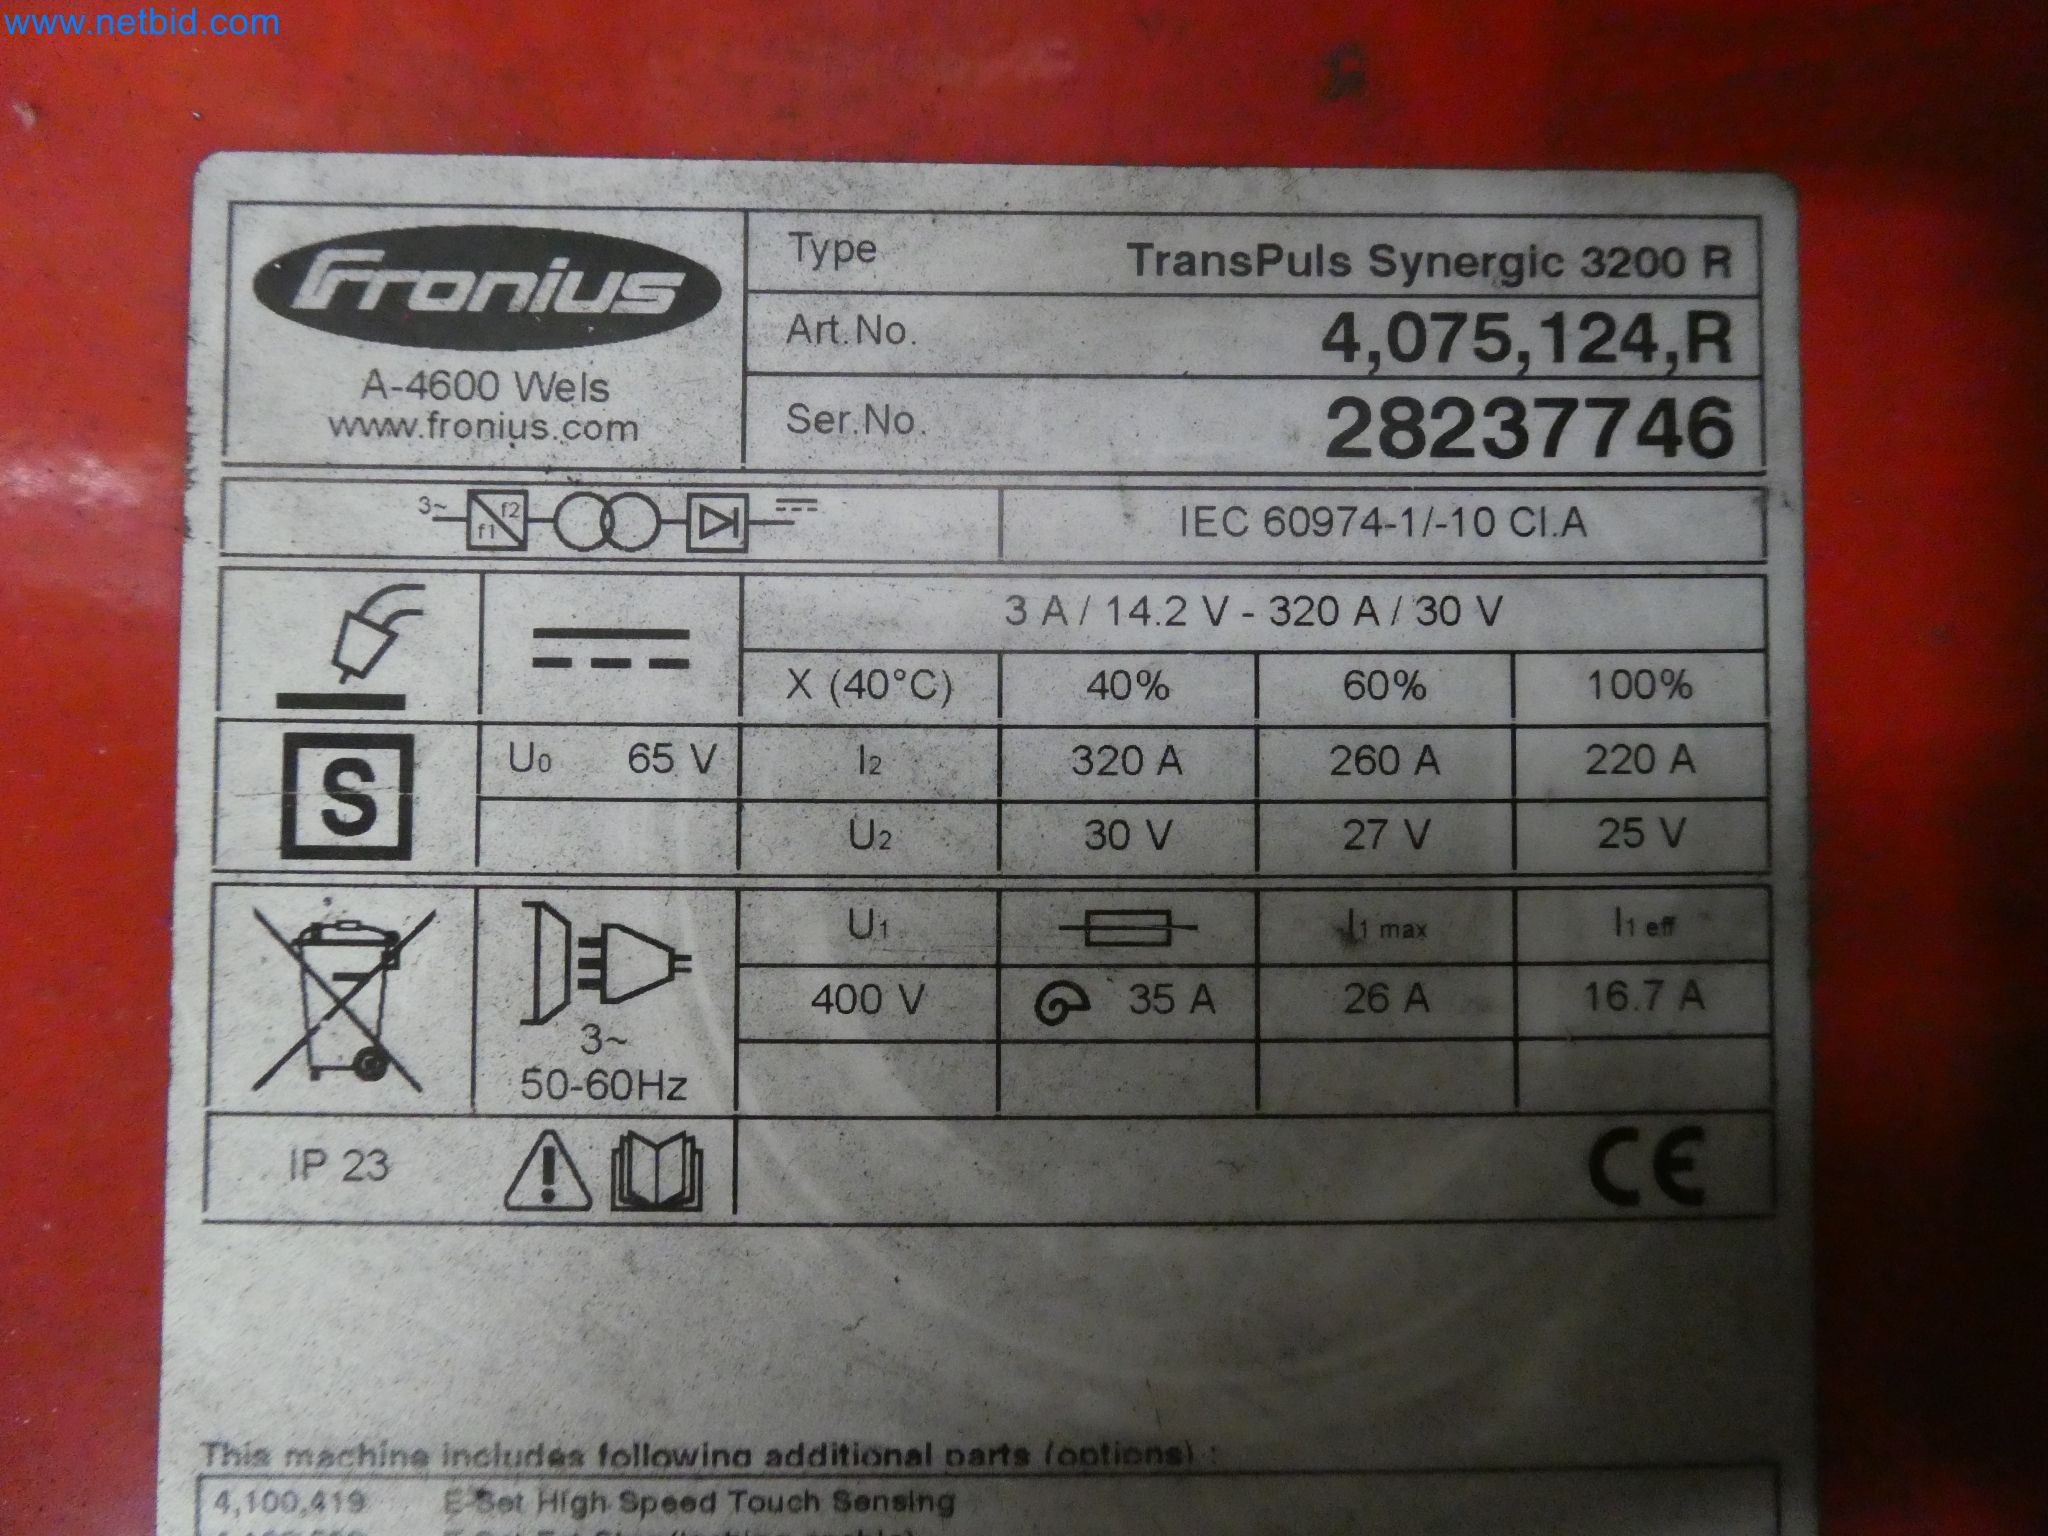 www.netbid.com
Fronius
A-4600 Wels
www.fronius.com
Type TransPuls Synergic 3200 R
Art.No. 4,075,124,R
Ser.No. 28237746
3~ f1 f2
IEC 60974-1/-10 Cl.A
3 A / 14.2 V - 320 A / 30 V
X (40°C) 40% 60% 100%
S
U0 65 V I2 320 A 260 A 220 A
U2 30 V 27 V 25 V
U1 I1 max I1 eff
400 V 35 A 26 A 16.7 A
3~
50-60Hz
IP 23
CE
This machine includes following additional parts (options) :
4,100,419 E-Set High Speed Touch Sensing